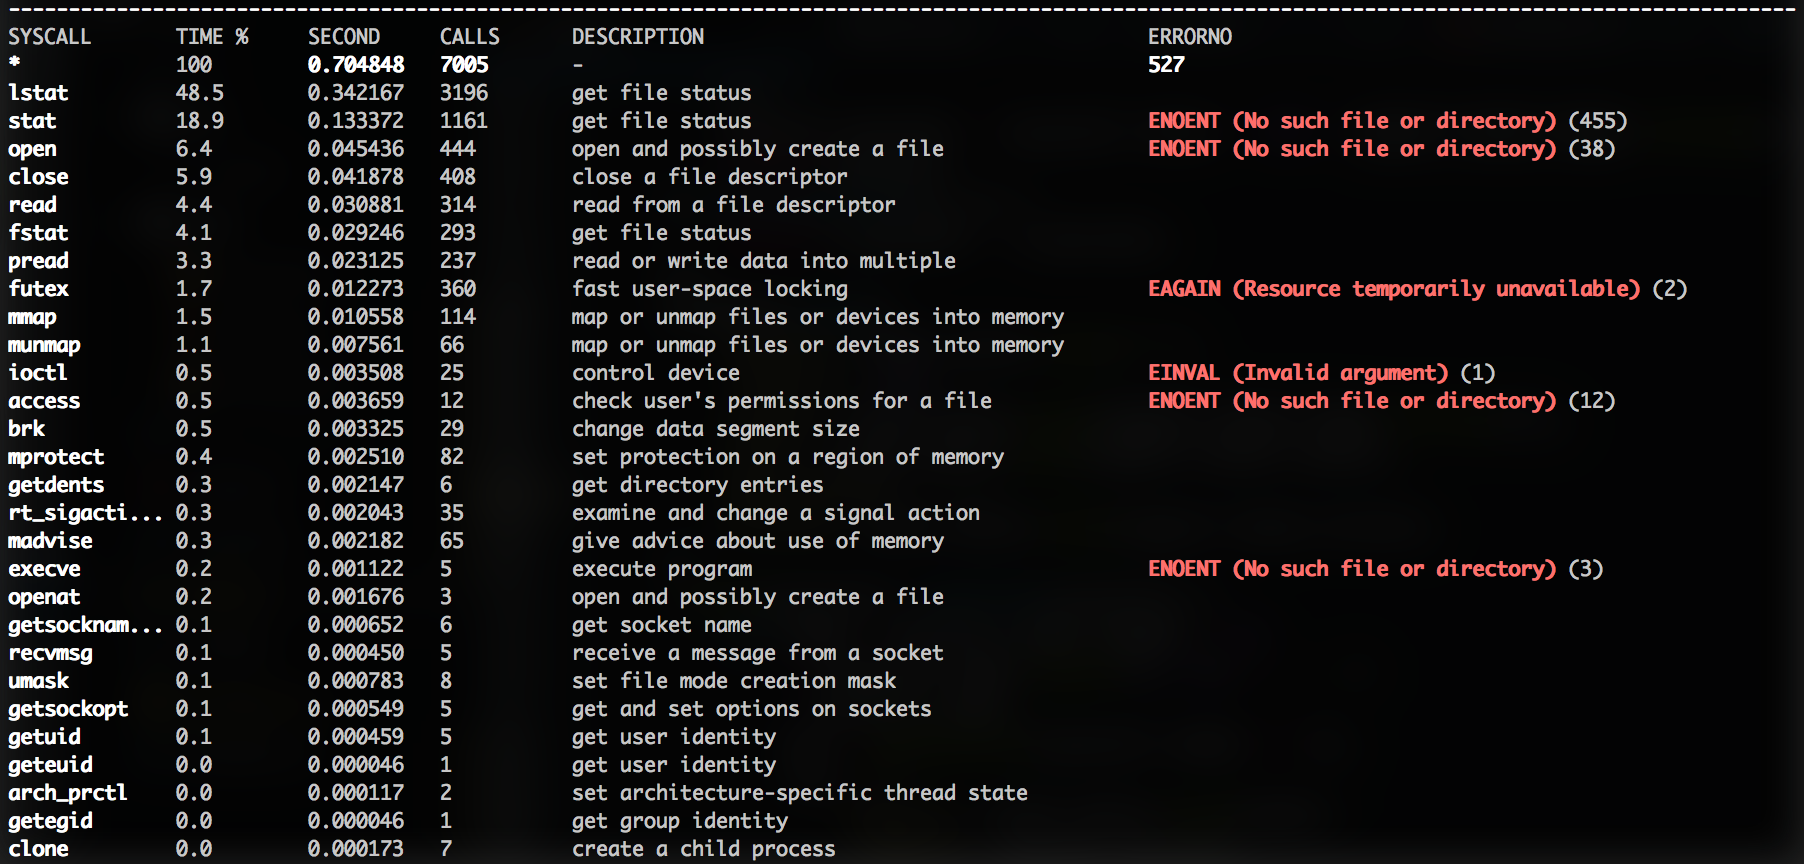 SYSCALL TIME % SECOND CALLS DESCRIPTION ERRORNO
* 100 0.704848 7005 - 527
lstat 48.5 0.342167 3196 get file status
stat 18.9 0.133372 1161 get file status ENOENT (No such file or directory) (455)
open 6.4 0.045436 444 open and possibly create a file ENOENT (No such file or directory) (38)
close 5.9 0.041878 408 close a file descriptor
read 4.4 0.030881 314 read from a file descriptor
fstat 4.1 0.029246 293 get file status
pread 3.3 0.023125 237 read or write data into multiple
futex 1.7 0.012273 360 fast user-space locking EAGAIN (Resource temporarily unavailable) (2)
mmap 1.5 0.010558 114 map or unmap files or devices into memory
munmap 1.1 0.007561 66 map or unmap files or devices into memory
ioctl 0.5 0.003508 25 control device EINVAL (Invalid argument) (1)
access 0.5 0.003659 12 check user's permissions for a file ENOENT (No such file or directory) (12)
brk 0.5 0.003325 29 change data segment size
mprotect 0.4 0.002510 82 set protection on a region of memory
getdents 0.3 0.002147 6 get directory entries
rt_sigacti... 0.3 0.002043 35 examine and change a signal action
madvise 0.3 0.002182 65 give advice about use of memory
execve 0.2 0.001122 5 execute program ENOENT (No such file or directory) (3)
openat 0.2 0.001676 3 open and possibly create a file
getsocknam... 0.1 0.000652 6 get socket name
recvmsg 0.1 0.000450 5 receive a message from a socket
umask 0.1 0.000783 8 set file mode creation mask
getsockopt 0.1 0.000549 5 get and set options on sockets
getuid 0.1 0.000459 5 get user identity
geteuid 0.0 0.000046 1 get user identity
arch_prctl 0.0 0.000117 2 set architecture-specific thread state
getegid 0.0 0.000046 1 get group identity
clone 0.0 0.000173 7 create a child process